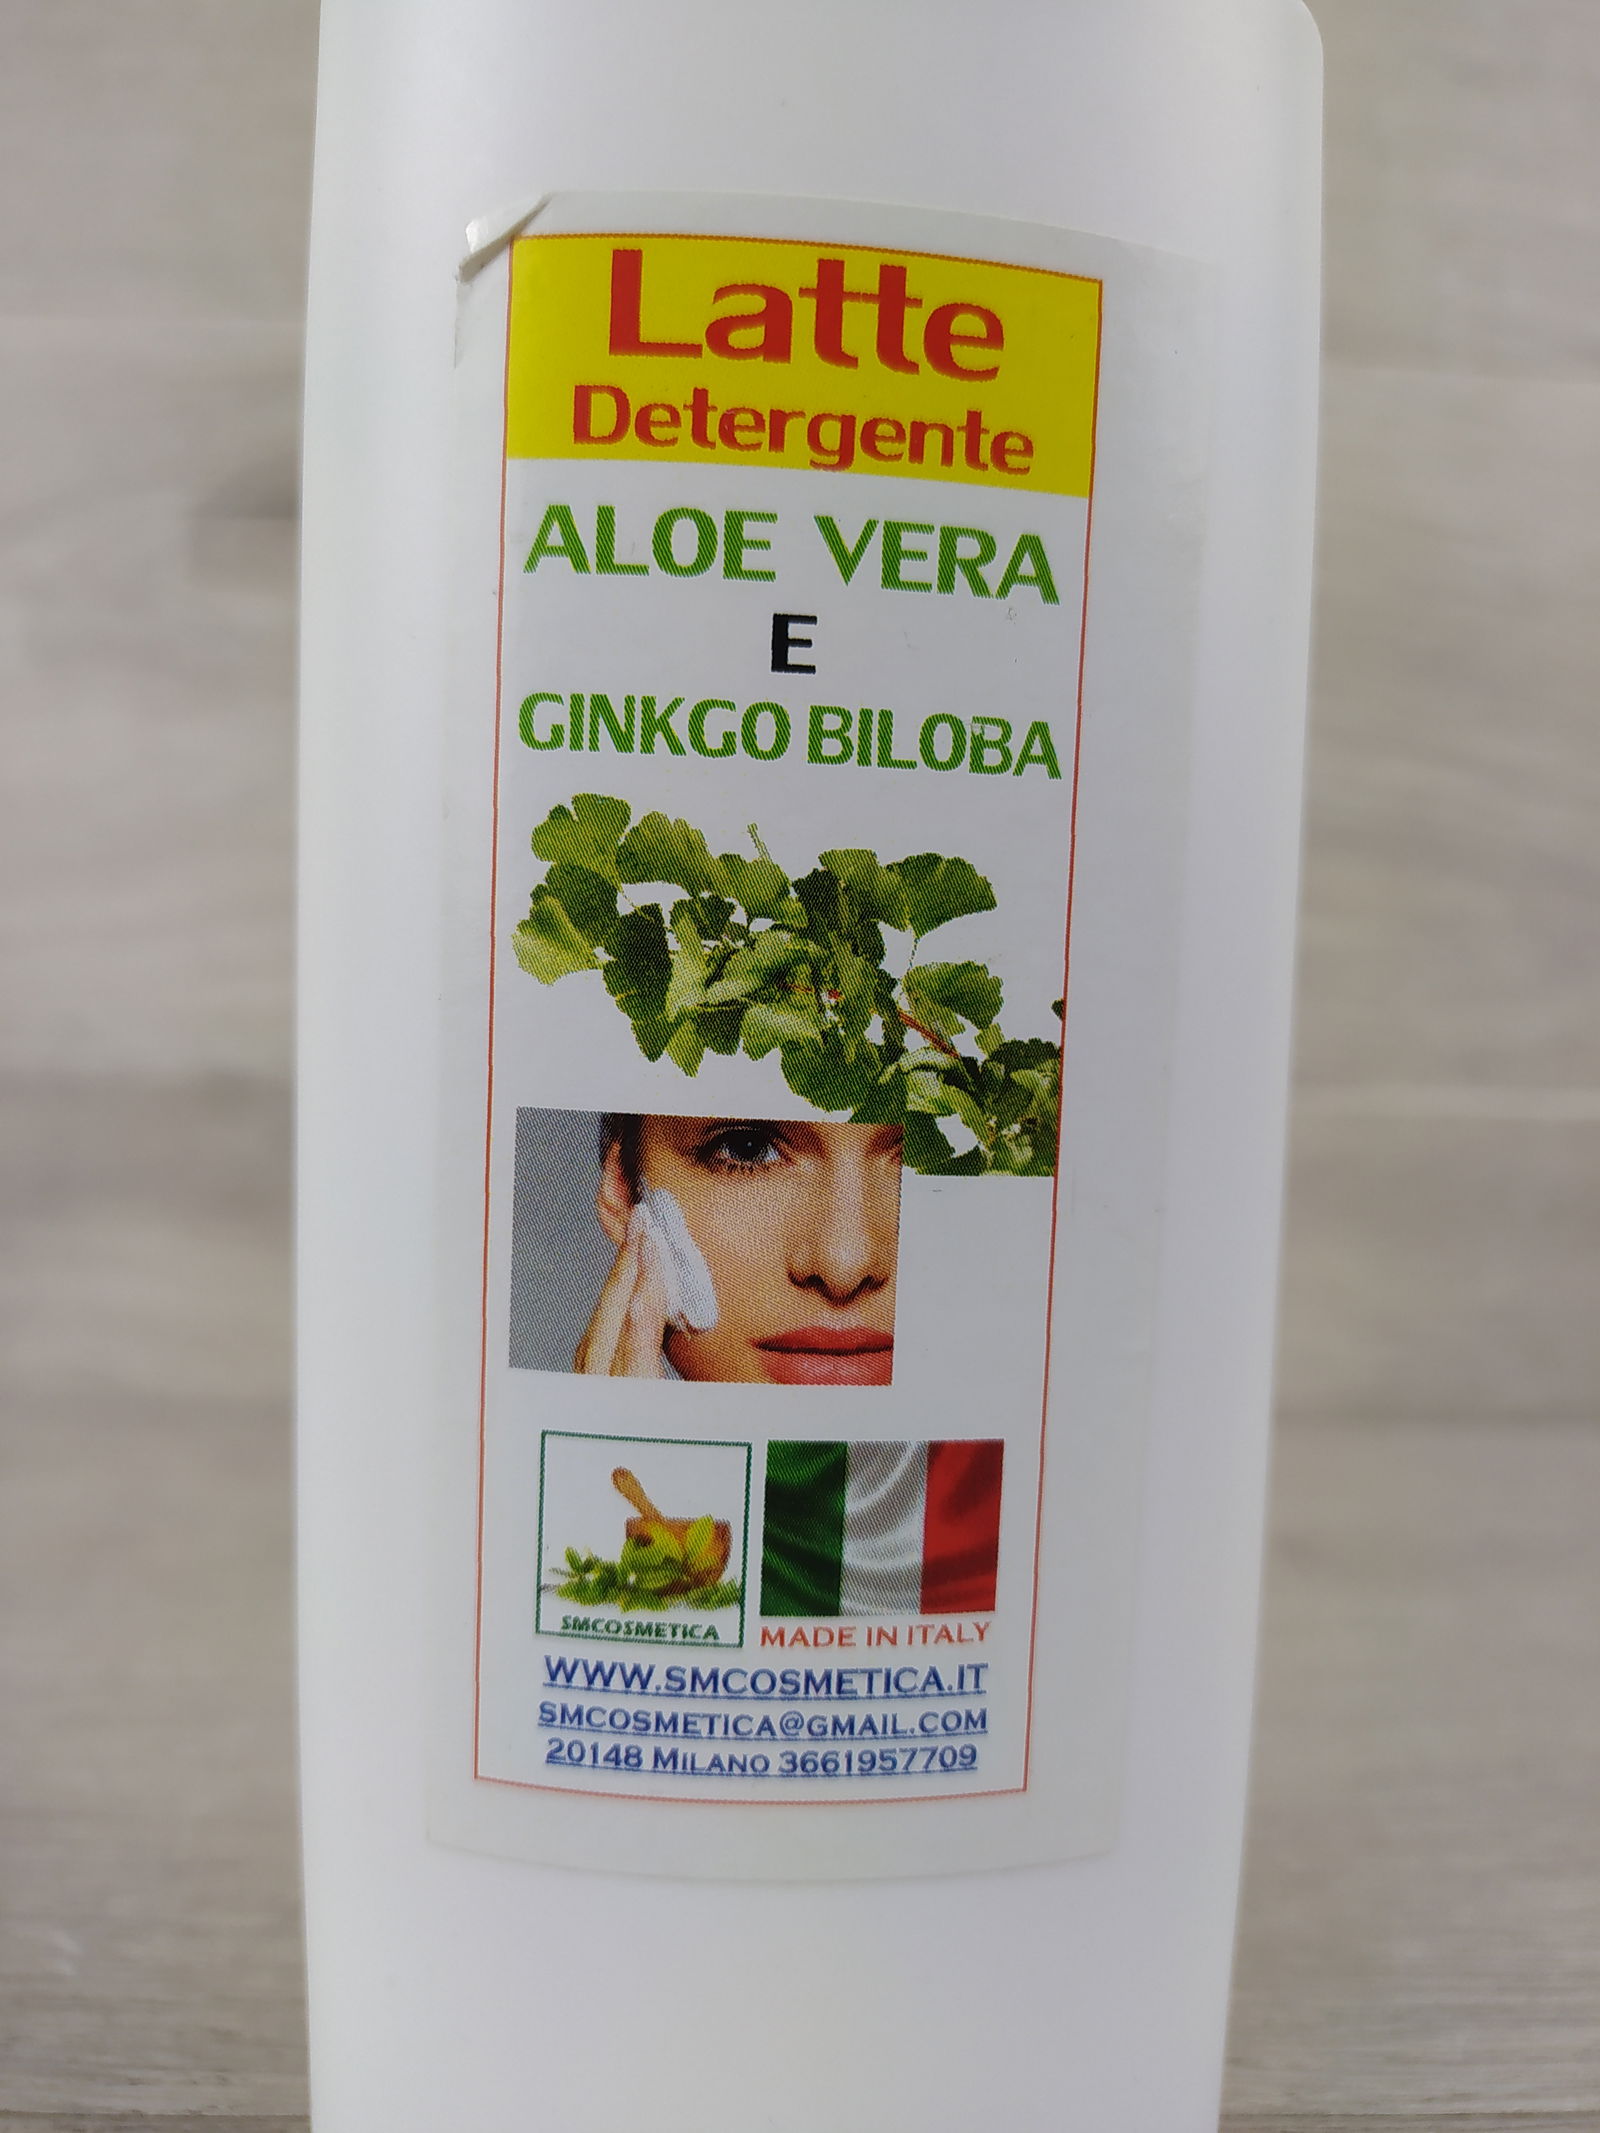 Latte
Detergente
ALOE VERA
E
GINKGO BILOBA
SMCOSMETICA
MADE IN ITALY
WWW.SMCOSMETICA.IT
SMCOSMETICA@GMAIL.COM
20148 MILANO 3661957709